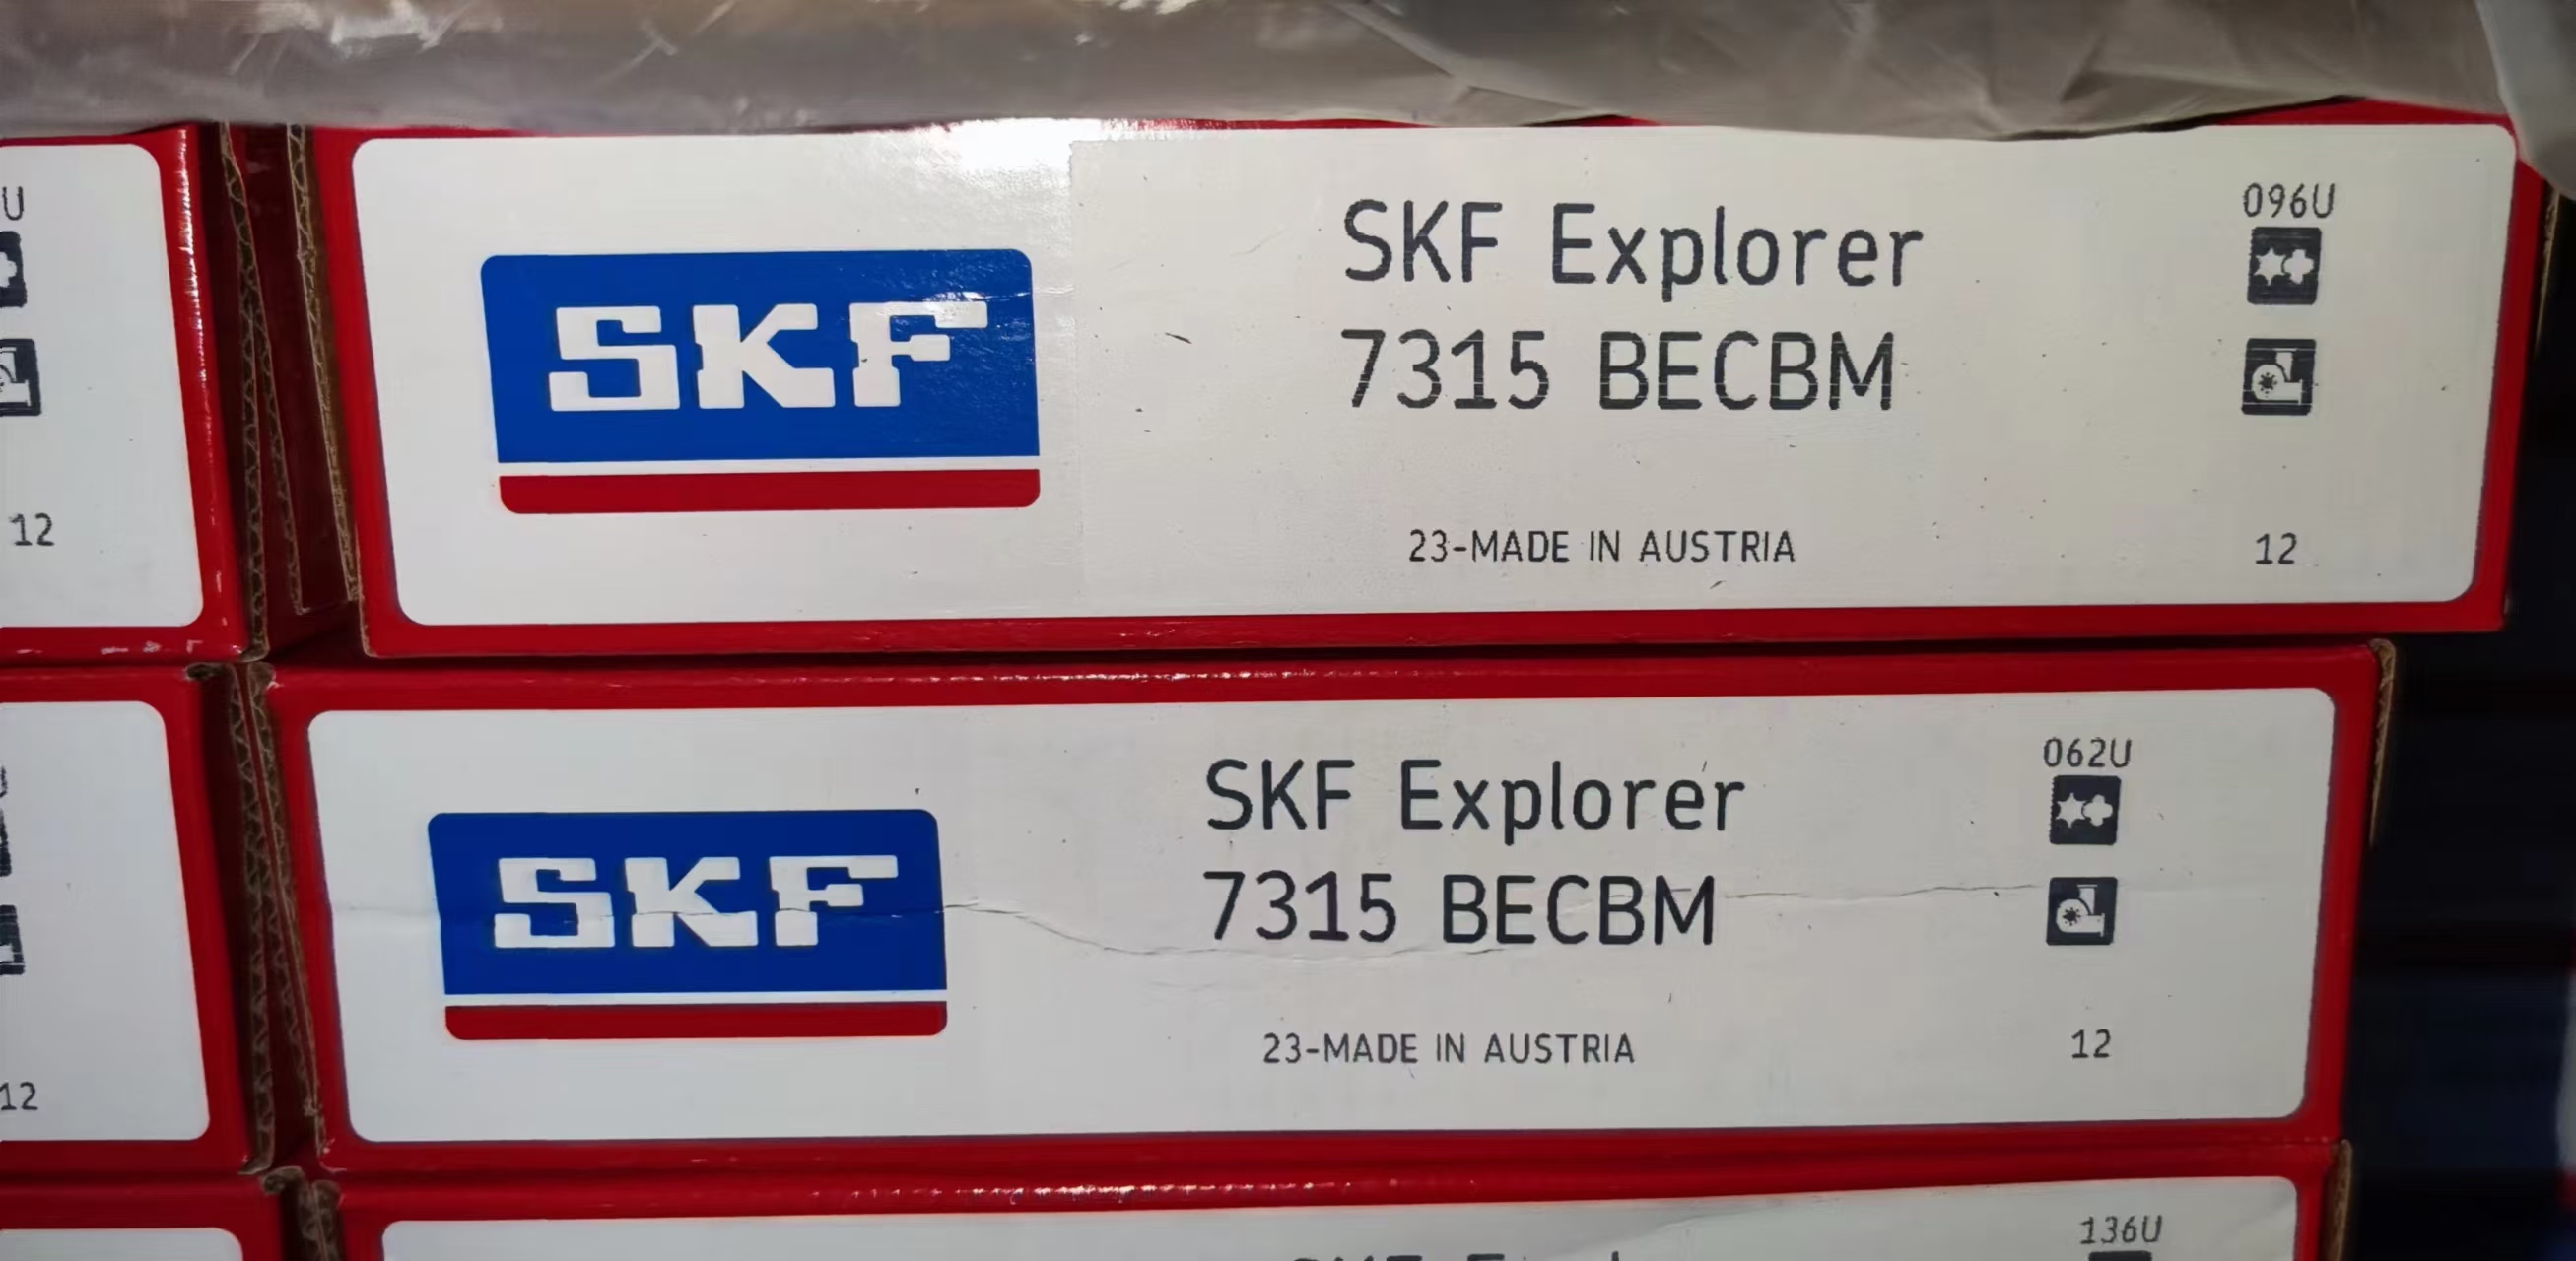 U
12
SKF
SKF Explorer
7315 BECBM
23-MADE IN AUSTRIA
096U
12
12
SKF
SKF Explorer
7315 BECBM
23-MADE IN AUSTRIA
062U
12
136U